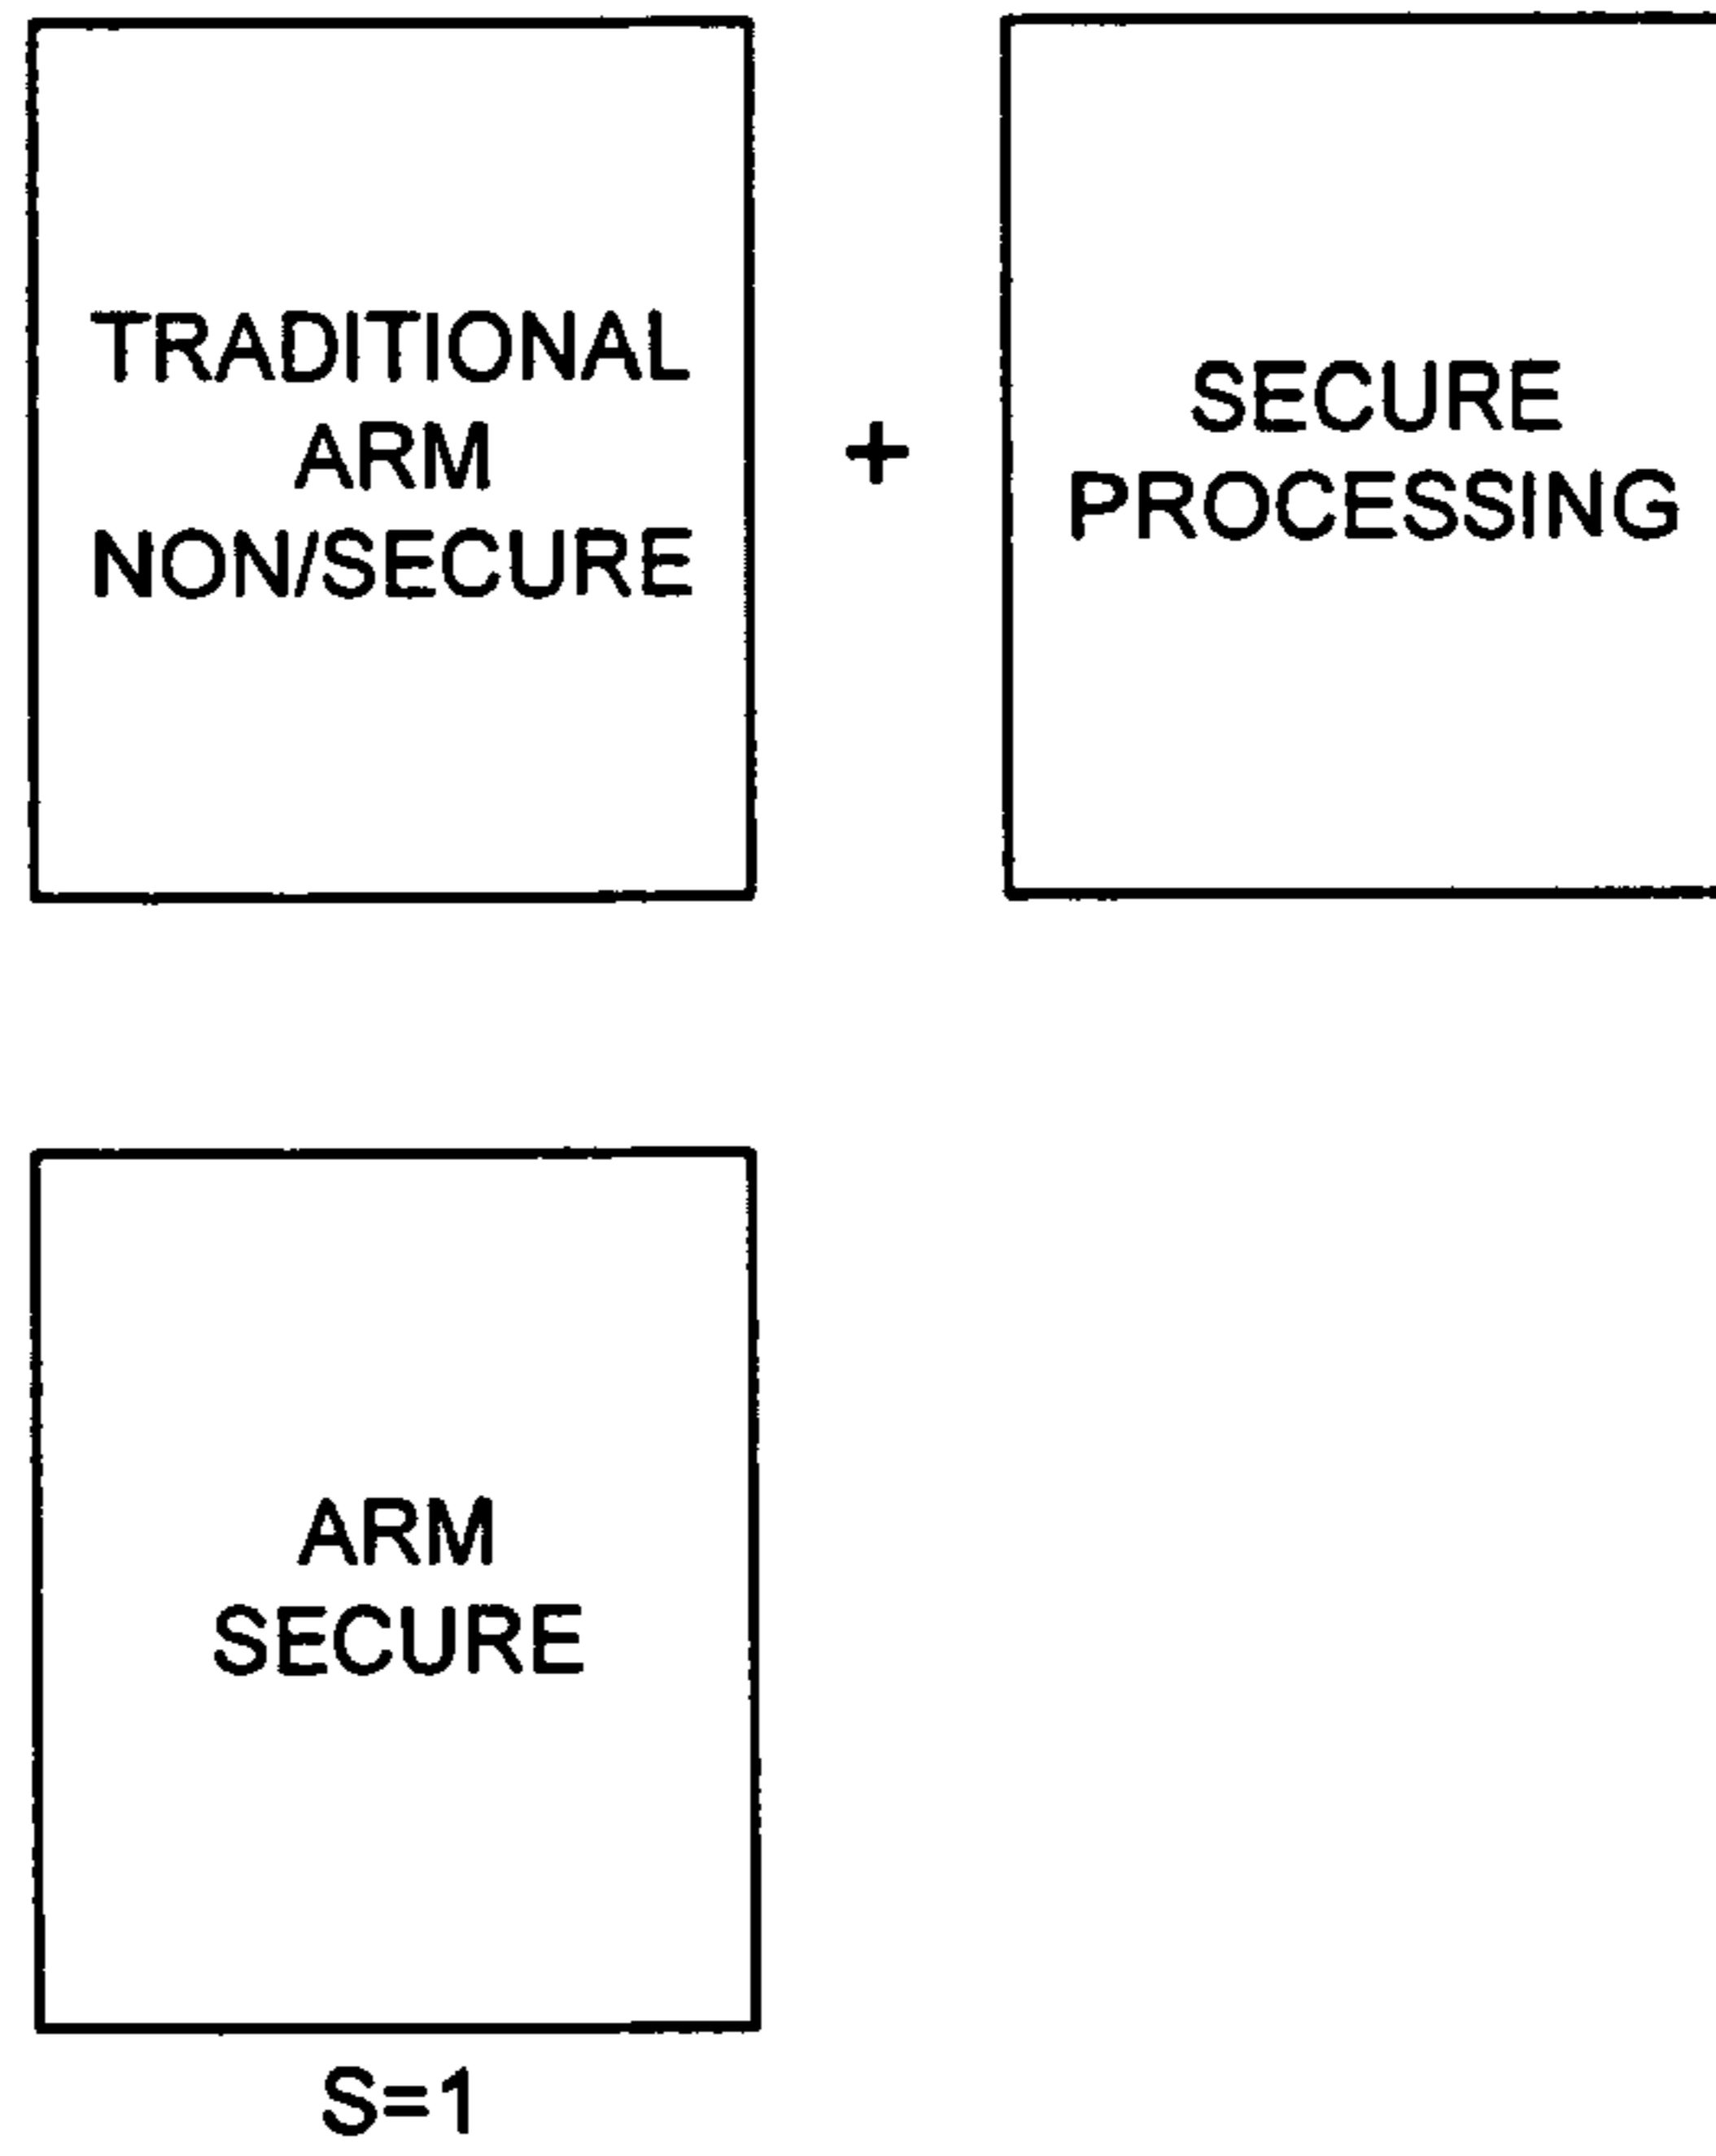 TRADITIONAL
ARM
NON/SECURE
+
SECURE
PROCESSING
ARM
SECURE
S=1